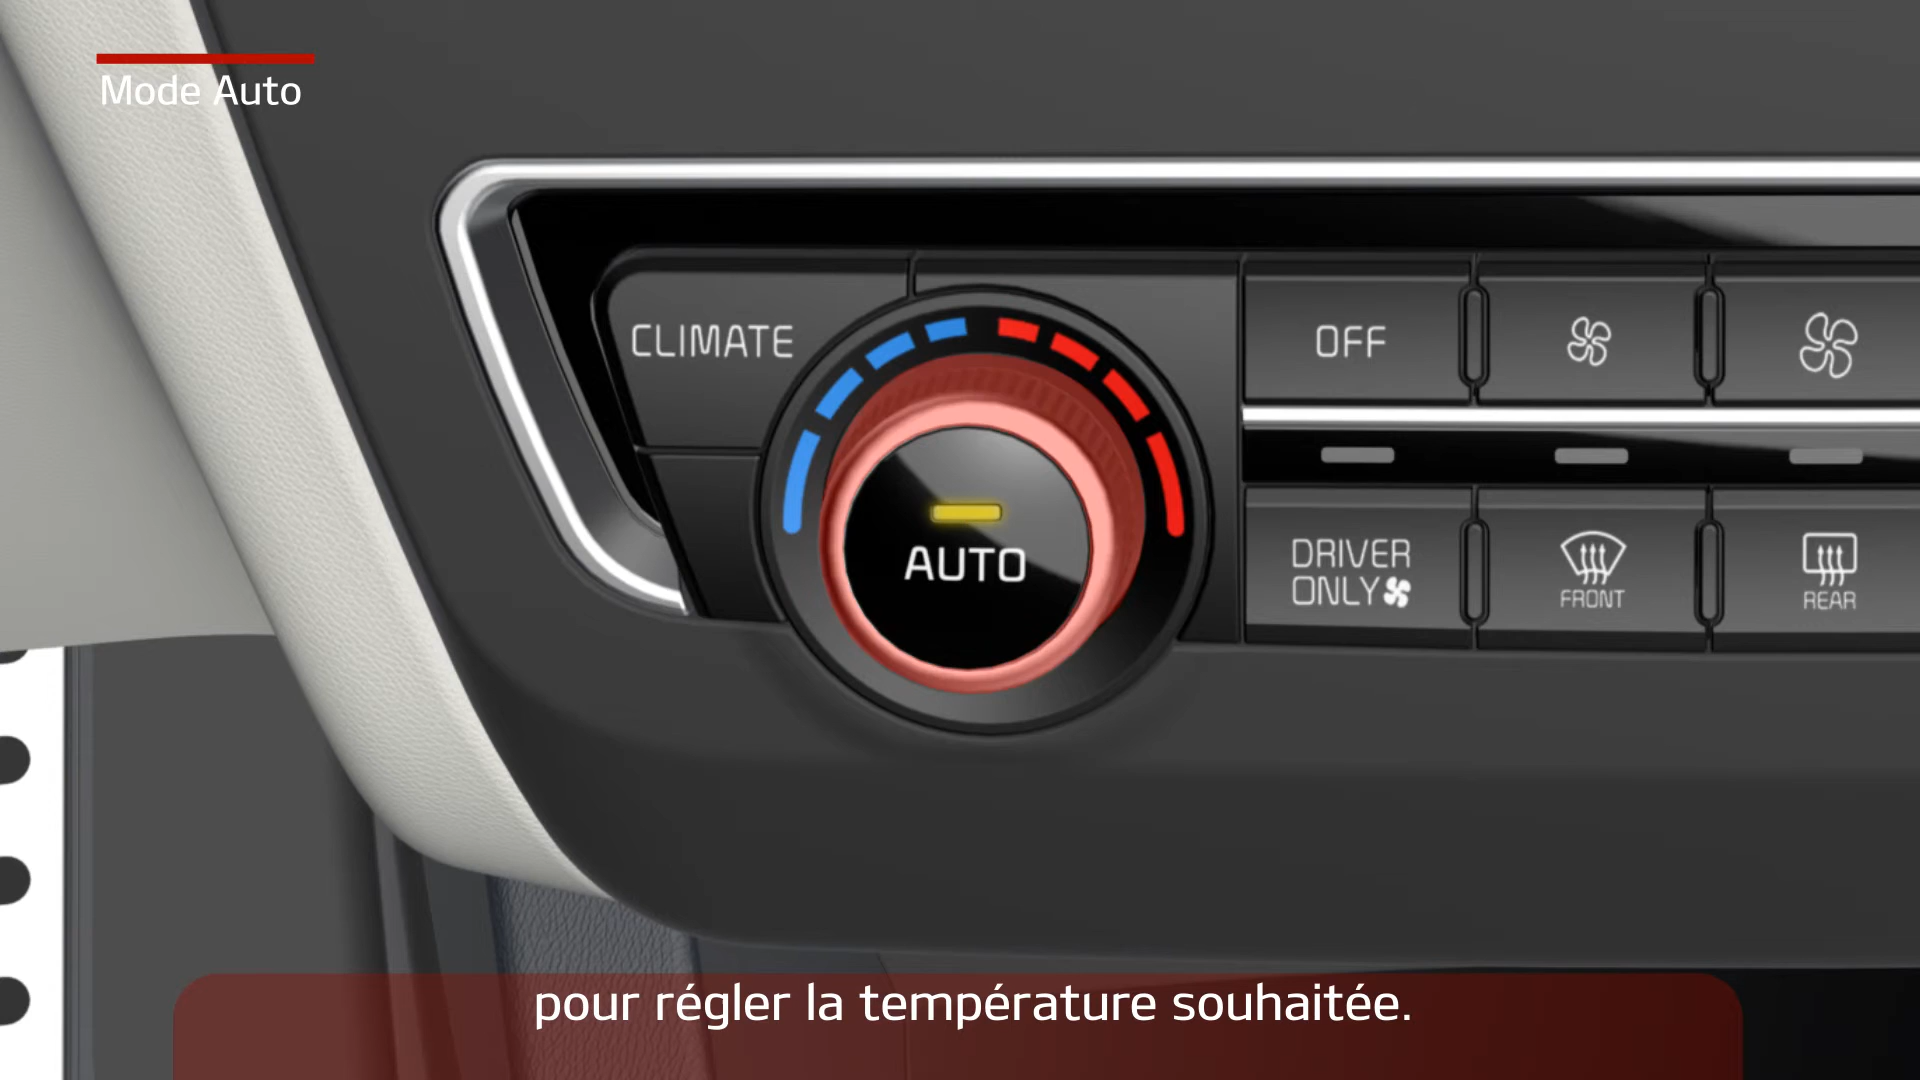 Mode Auto
CLIMATE
OFF
AUTO
DRIVER
ONLY
FRONT
REAR
pour régler la température souhaitée.